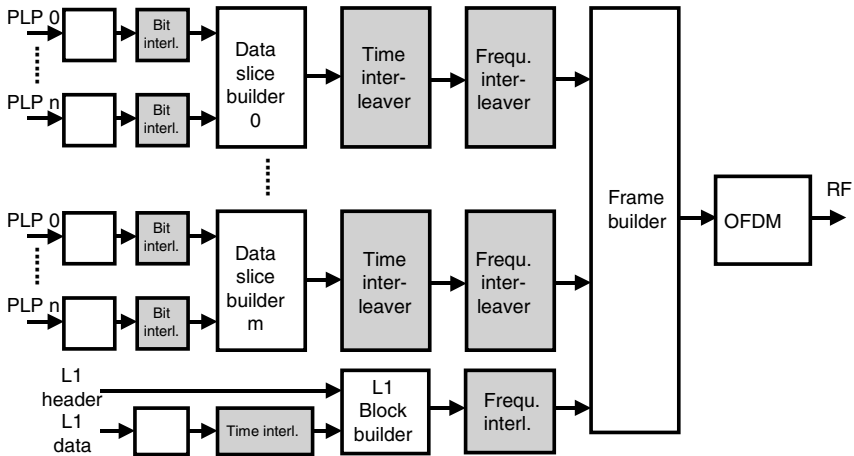 PLP 0
Bit
interl.
PLP n
Bit
interl.
Data
slice
builder
0
Time
inter-
leaver
Frequ.
inter-
leaver
PLP 0
Bit
interl.
PLP n
Bit
interl.
Data
slice
builder
m
Time
inter-
leaver
Frequ.
inter-
leaver
L1
header
L1
data
Time interl.
L1
Block
builder
Frequ.
interl.
Frame
builder
OFDM
RF